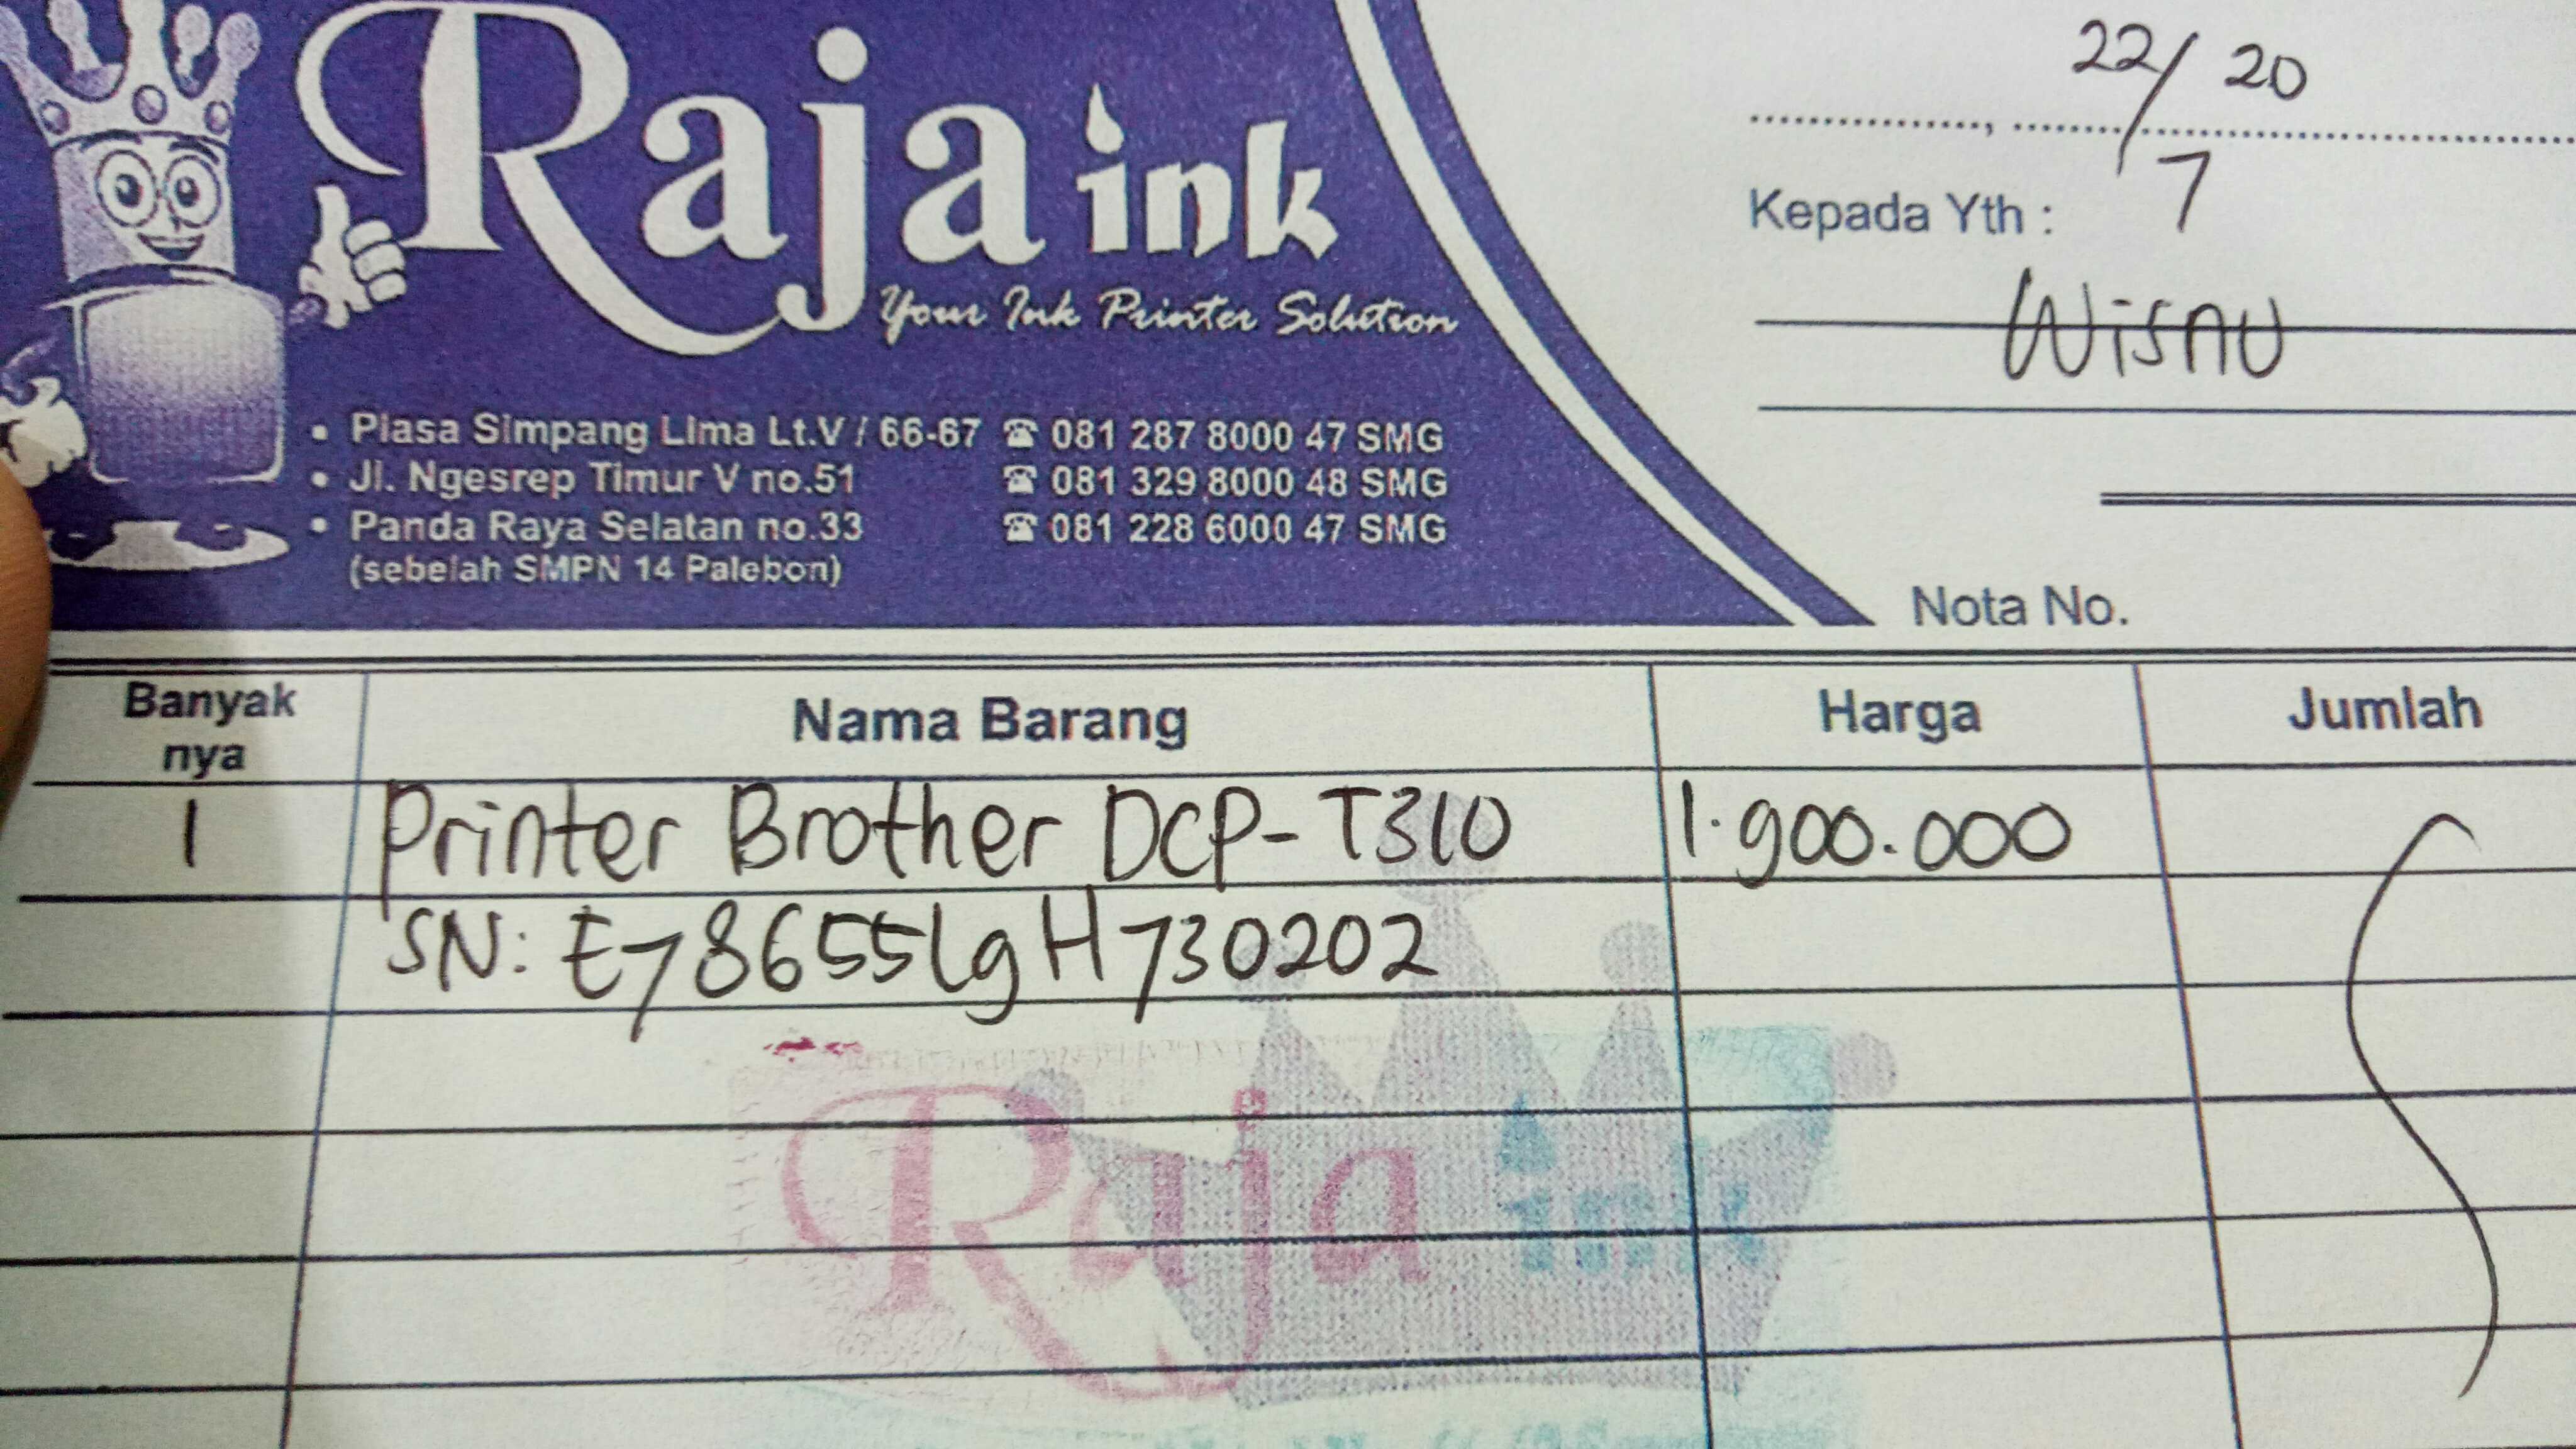 Raja ink
Your Ink Printer Solution
• Plasa Simpang Lima Lt.V / 66-67 ☎ 081 287 8000 47 SMG
• Jl. Ngesrep Timur V no.51 ☎ 081 329 8000 48 SMG
• Panda Raya Selatan no.33 ☎ 081 228 6000 47 SMG
(sebelah SMPN 14 Palebon)
22/7 20
Kepada Yth :
Wisnu
Nota No.
Banyak nya Nama Barang Harga Jumlah
1 Printer Brother DCP-T310 1.900.000
SN: E78655L9H730202
Raja ink